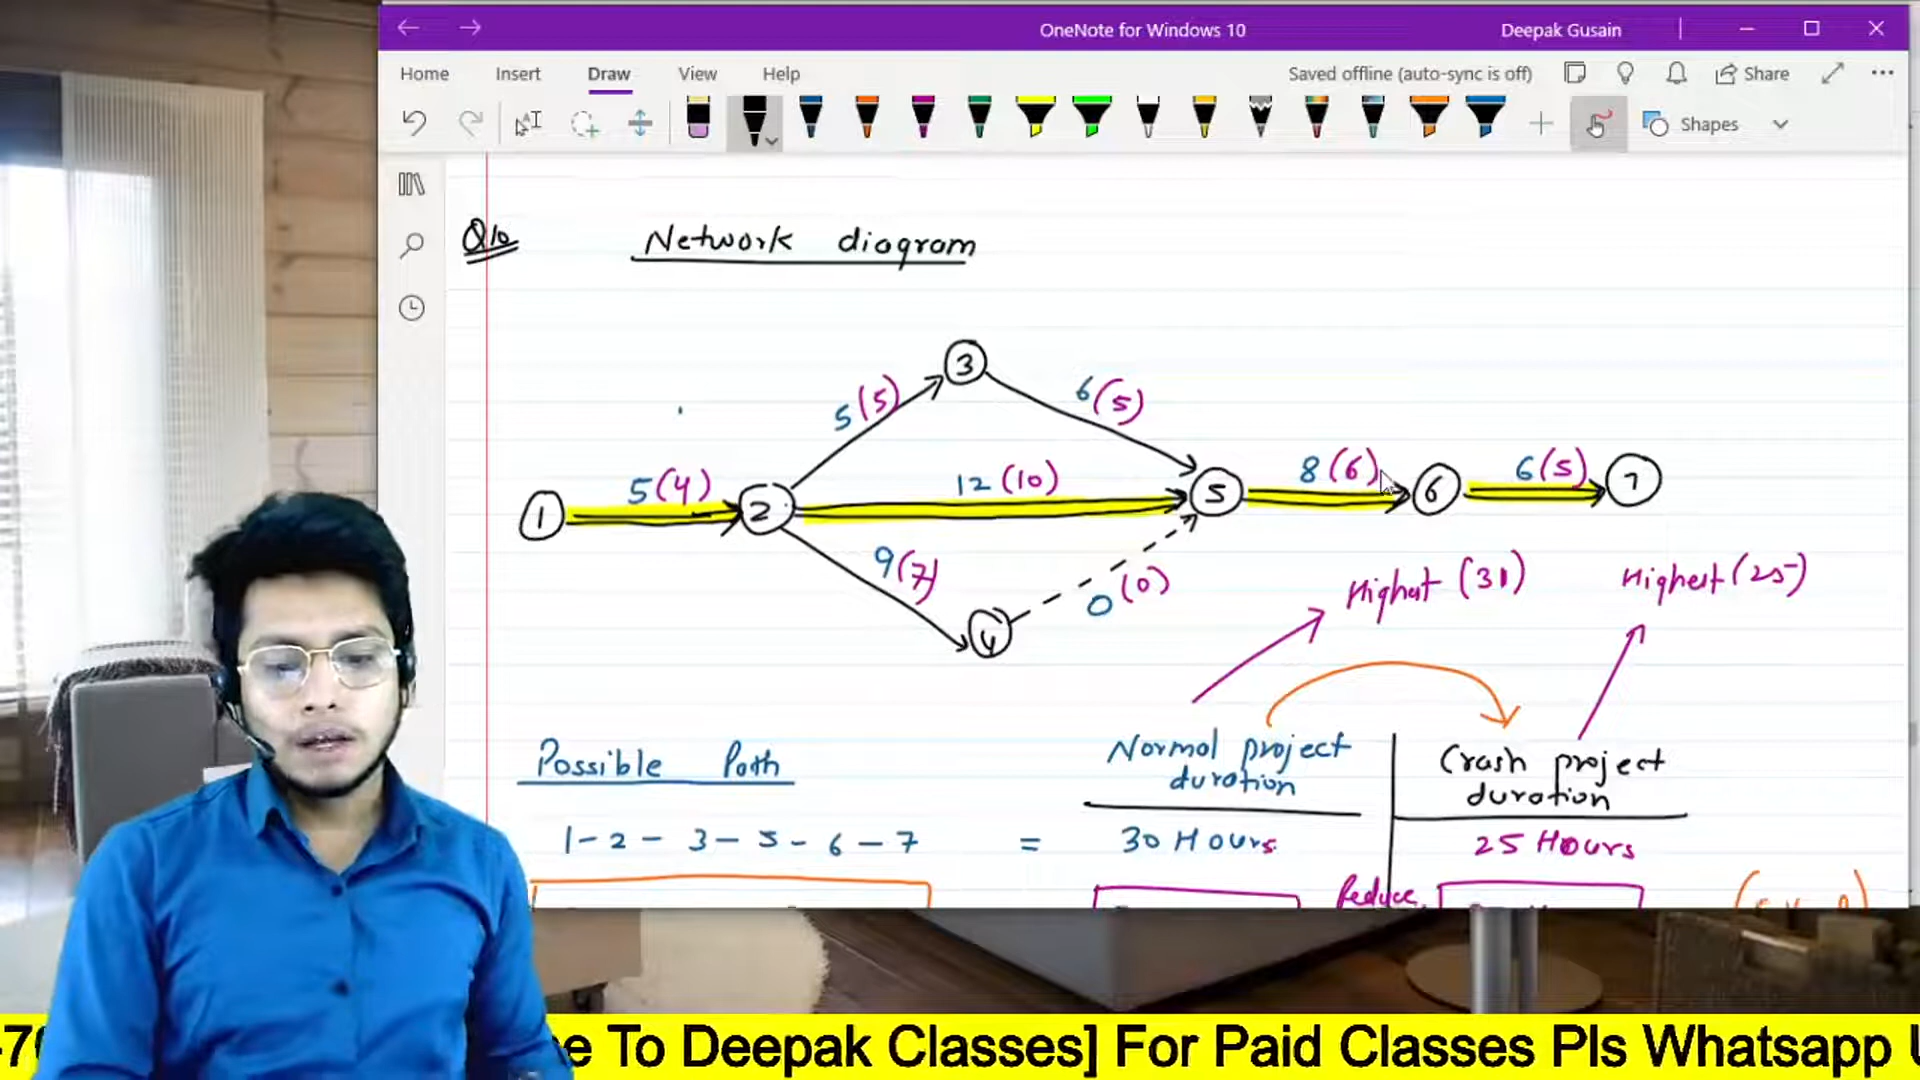 OneNote for Windows 10
Deepak Gusain
Home Insert Draw View Help
Saved offline (auto-sync is off)
Share
Shapes
Q10 Network diagram
3
5(5)
6(5)
5(4)
12(10)
8(6)
6(5)
1
2
5
6
7
9(7)
0(0)
4
Highest (31)
Highest (25)
Possible Path
Normal project
duration
Crash project
duration
1-2-3-5-6-7 = 30 Hours
25 Hours
Reduce
e To Deepak Classes] For Paid Classes Pls Whatsapp U